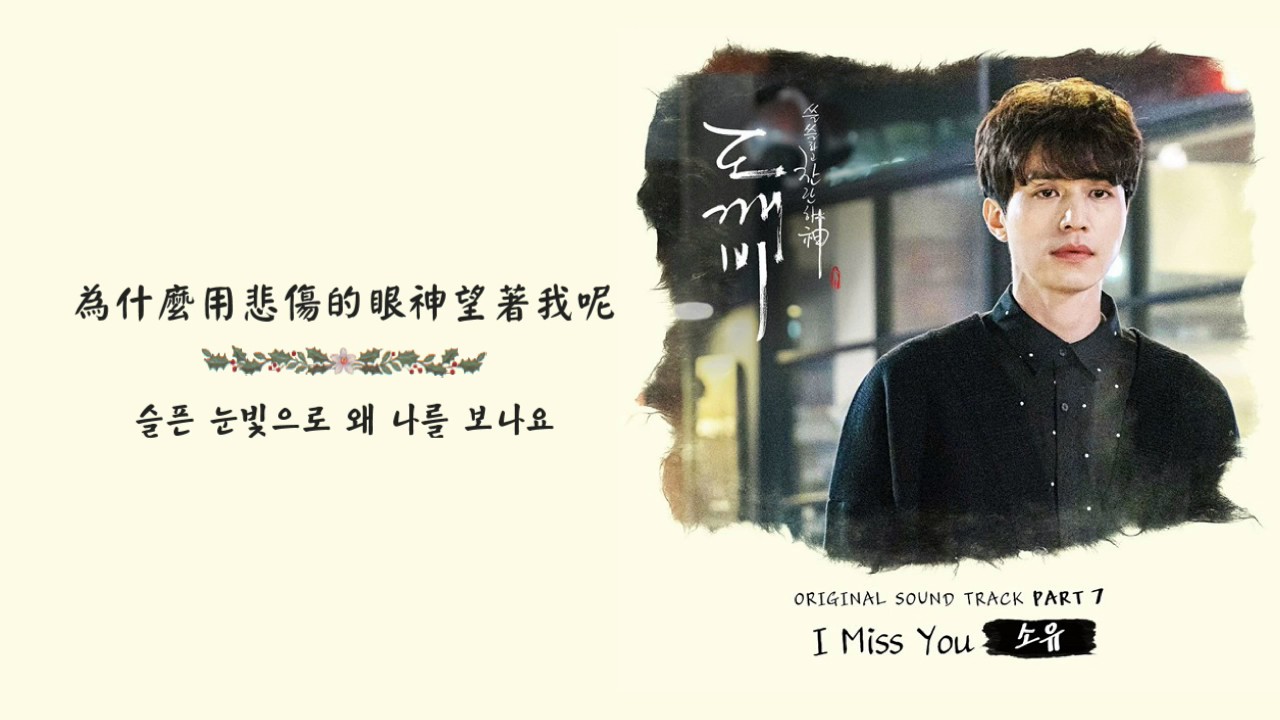 為什麼用悲傷的眼神望著我呢
슬픈 눈빛으로 왜 나를 보나요
도깨비
쓸쓸하고 찬란하神
ORIGINAL SOUND TRACK PART 7
I Miss You 소유